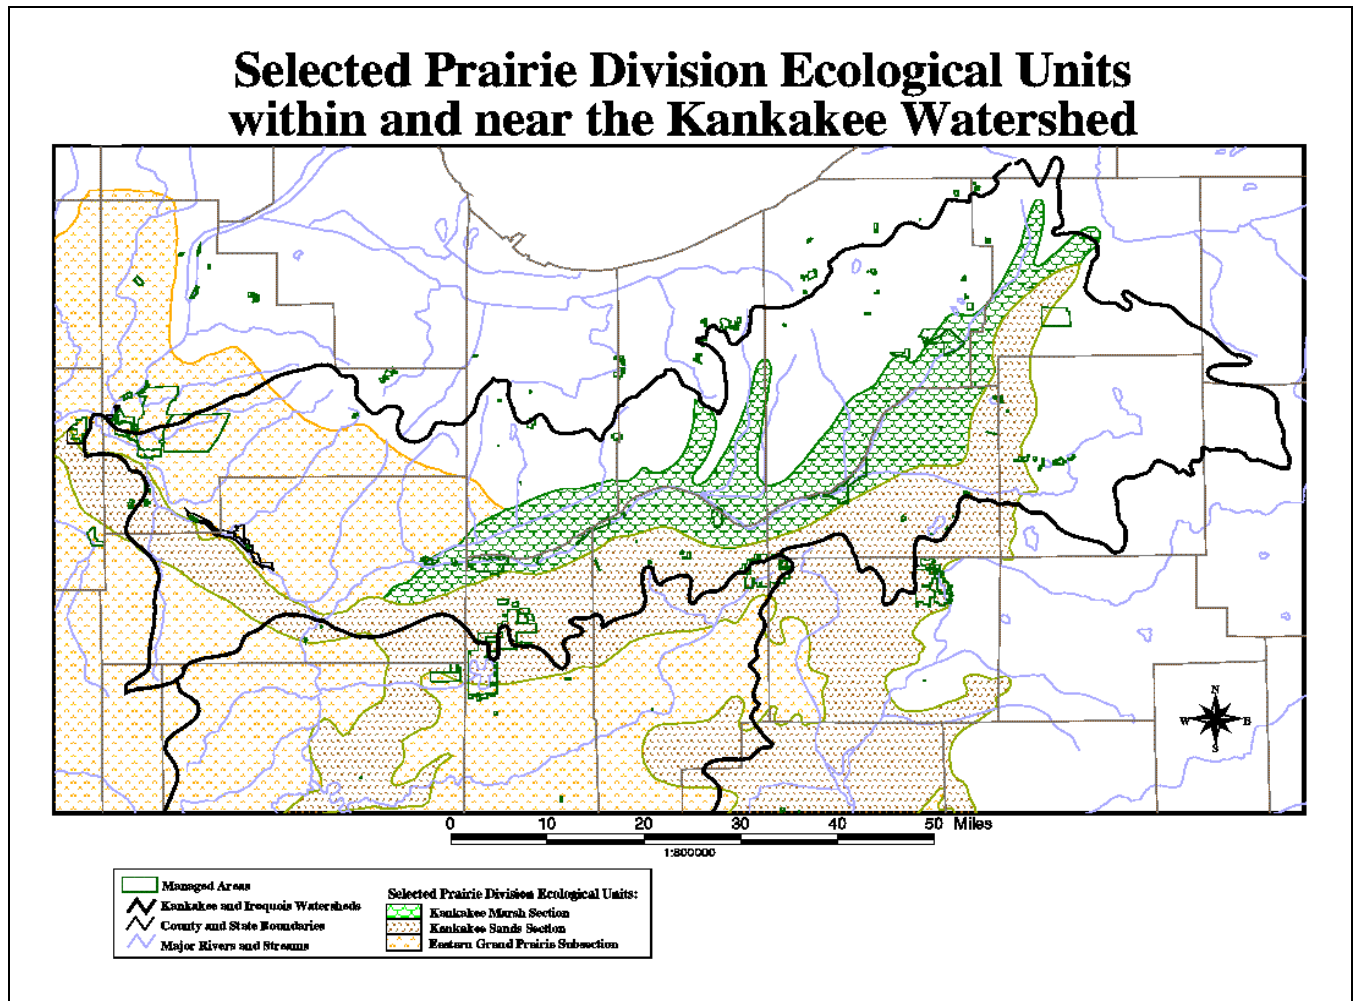 Selected Prairie Division Ecological Units
within and near the Kankakee Watershed
N
W
E
S
0 10 20 30 40 50 Miles
1:800000
Managed Areas
Kankakee and Iroquois Watersheds
County and State Boundaries
Major Rivers and Streams
Selected Prairie Division Ecological Units:
Kankakee Marsh Section
Kankakee Sands Section
Eastern Grand Prairie Subsection